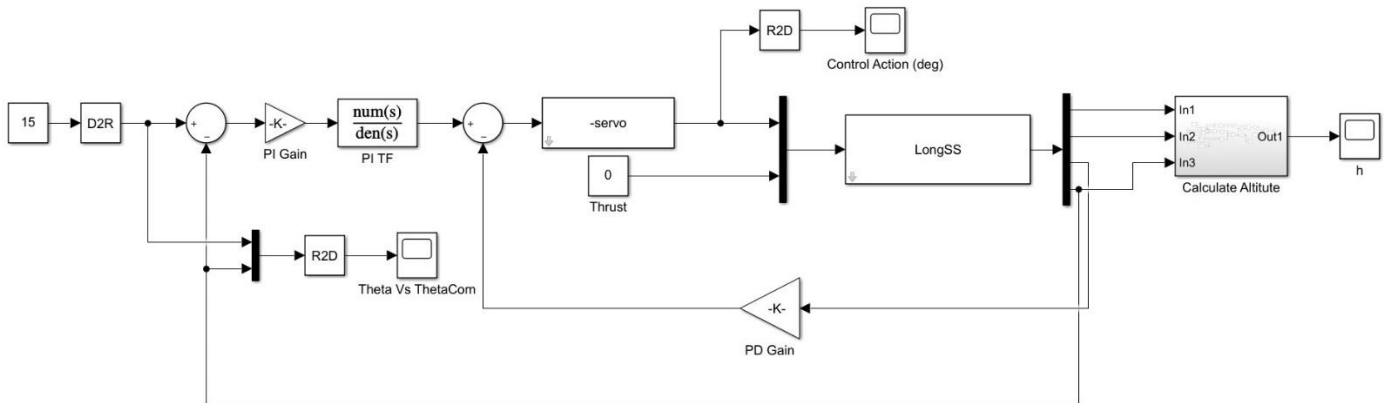 R2D
Control Action (deg)
15
D2R
+
−
-K-
PI Gain
num(s)
den(s)
PI TF
+
−
-servo
0
Thrust
LongSS
In1
In2
In3
Out1
Calculate Altitute
h
R2D
Theta Vs ThetaCom
-K-
PD Gain